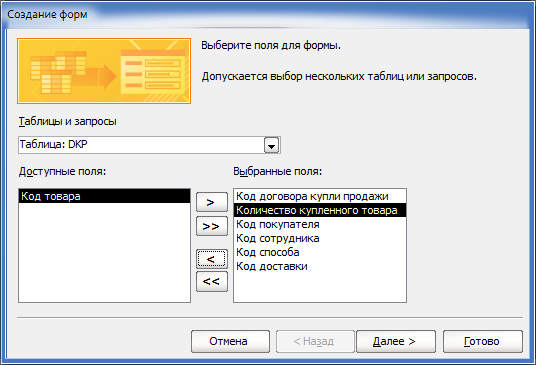 Создание форм
Выберите поля для формы.
Допускается выбор нескольких таблиц или запросов.
Таблицы и запросы
Таблица: DKP
Доступные поля:
Выбранные поля:
Код товара
>
>>
<
<<
Код договора купли продажи
Количество купленного товара
Код покупателя
Код сотрудника
Код способа
Код доставки
Отмена
< Назад
Далее >
Готово